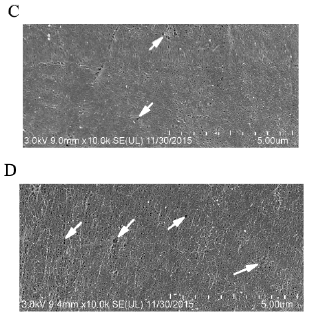 C
3.0kV 9.0mm x10.0k SE(UL) 11/30/2015 5.00um
D
3.0kV 9.4mm x10.0k SE(UL) 11/30/2015 5.00um